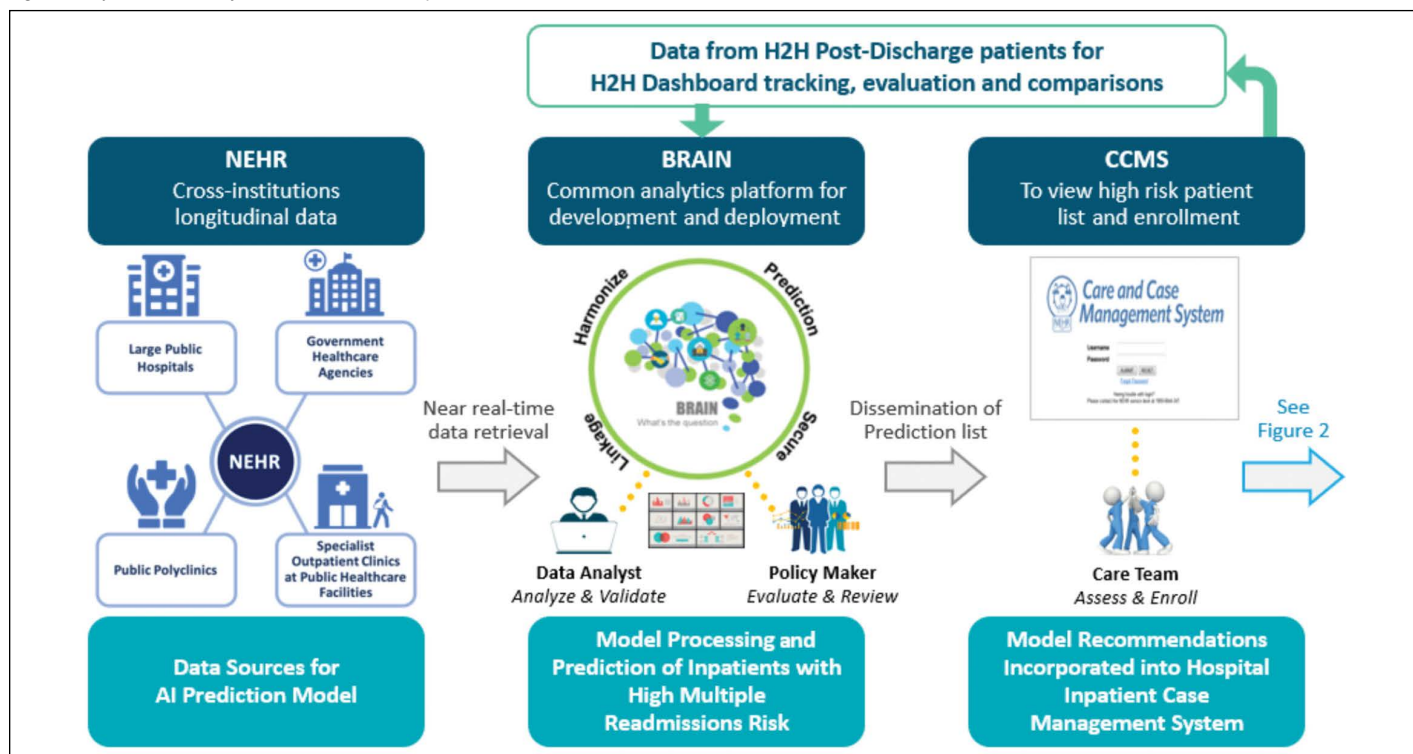 Data from H2H Post-Discharge patients for
H2H Dashboard tracking, evaluation and comparisons
NEHR
Cross-institutions
longitudinal data
BRAIN
Common analytics platform for
development and deployment
CCMS
To view high risk patient
list and enrollment
Large Public
Hospitals
Government
Healthcare
Agencies
NEHR
Public Polyclinics
Specialist
Outpatient Clinics
at Public Healthcare
Facilities
Near real-time
data retrieval
Harmonize
Prediction
Linkage
Secure
BRAIN
What's the question
Data Analyst
Analyze & Validate
Policy Maker
Evaluate & Review
Dissemination of
Prediction list
Care and Case
Management System
Username
Password
Care Team
Assess & Enroll
See
Figure 2
Data Sources for
AI Prediction Model
Model Processing and
Prediction of Inpatients with
High Multiple
Readmissions Risk
Model Recommendations
Incorporated into Hospital
Inpatient Case
Management System